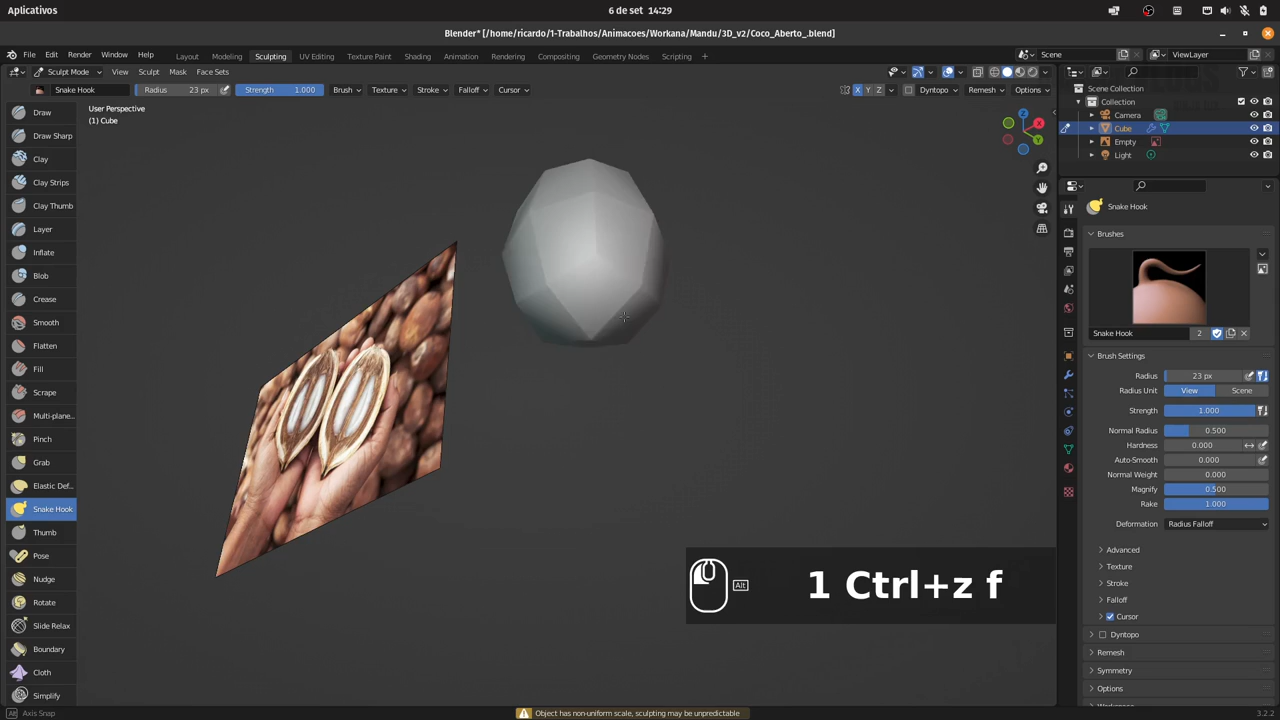 Aplicativos
6 de set 14:29
Blender* [/home/ricardo/1-Trabalhos/Animacoes/Workana/Mandu/3D_v2/Coco_Aberto_blend]
File Edit Render Window Help Layout Modeling Sculpting UV Editing Texture Paint Shading Animation Rendering Compositing Geometry Nodes Scripting + Scene ViewLayer
Sculpt Mode View Sculpt Mask Face Sets
Snake Hook Radius 23 px Strength 1.000 Brush Texture Stroke Falloff Cursor X Y Z Dyntopo Remesh Options
User Perspective
(1) Cube
Draw
Draw Sharp
Clay
Clay Strips
Clay Thumb
Layer
Inflate
Blob
Crease
Smooth
Flatten
Fill
Scrape
Multi-plane...
Pinch
Grab
Elastic Def...
Snake Hook
Thumb
Pose
Nudge
Rotate
Slide Relax
Boundary
Cloth
Simplify
Z
X
Y
Alt 1 Ctrl+z f
Scene Collection
Collection
Camera
Cube
Empty
Light
Snake Hook
Brushes
Snake Hook 2
Brush Settings
Radius 23 px
Radius Unit View Scene
Strength 1.000
Normal Radius 0.500
Hardness 0.000
Auto-Smooth 0.000
Normal Weight 0.000
Magnify 0.500
Rake 1.000
Deformation Radius Falloff
Advanced
Texture
Stroke
Falloff
Cursor
Dyntopo
Remesh
Symmetry
Options
Alt Axis Snap
Object has non-uniform scale, sculpting may be unpredictable
3.2.2